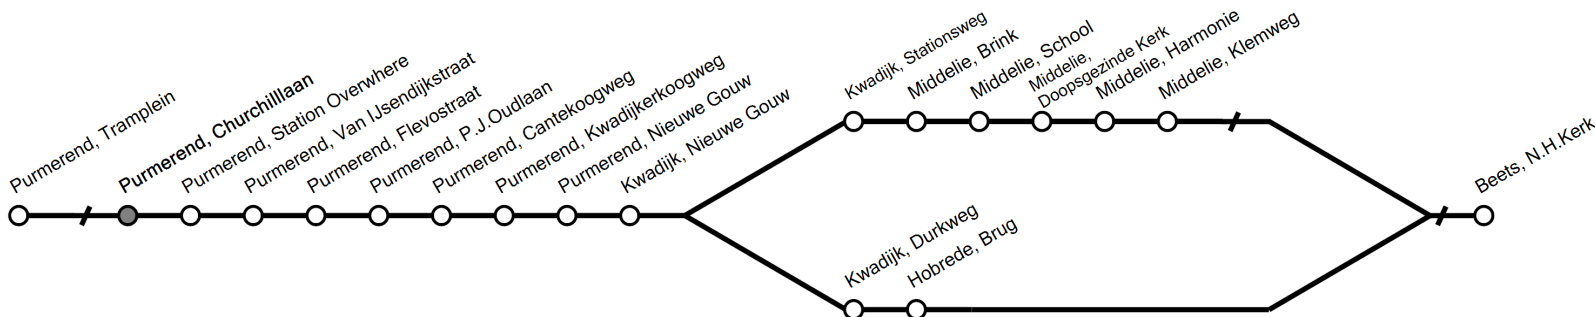 Purmerend, Tramplein
Purmerend, Churchilllaan
Purmerend, Station Overwhere
Purmerend, Van IJsendijkstraat
Purmerend, Flevostraat
Purmerend, P.J.Oudlaan
Purmerend, Cantekoogweg
Purmerend, Kwadijkerkoogweg
Purmerend, Nieuwe Gouw
Kwadijk, Nieuwe Gouw
Kwadijk, Stationsweg
Middelie, Brink
Middelie, School
Middelie,
Doopsgezinde Kerk
Middelie, Harmonie
Middelie, Klemweg
Kwadijk, Durkweg
Hobrede, Brug
Beets, N.H.Kerk